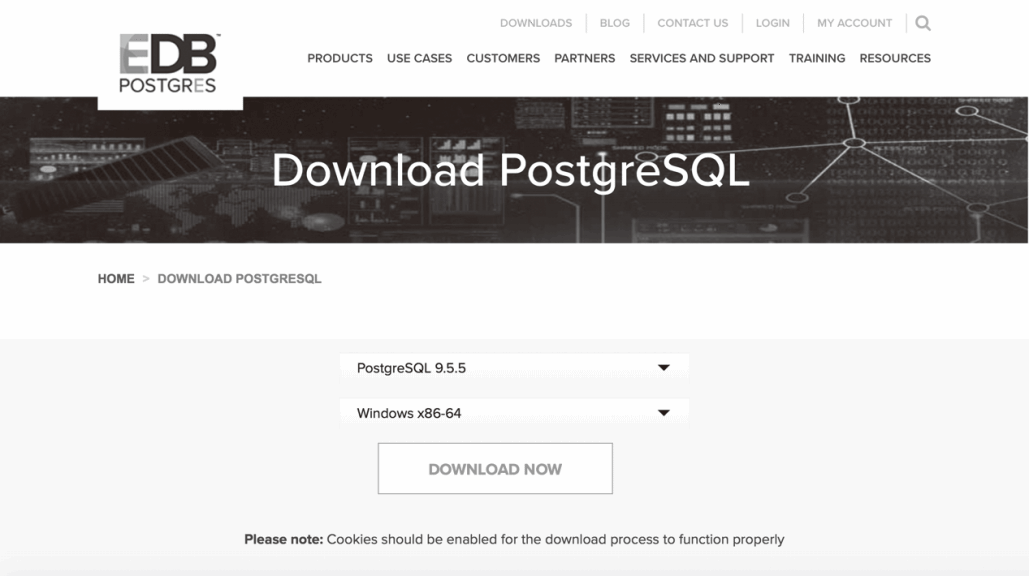 DOWNLOADS BLOG CONTACT US LOGIN MY ACCOUNT
EDB™
POSTGRES
PRODUCTS USE CASES CUSTOMERS PARTNERS SERVICES AND SUPPORT TRAINING RESOURCES
Download PostgreSQL
HOME > DOWNLOAD POSTGRESQL
PostgreSQL 9.5.5
Windows x86-64
DOWNLOAD NOW
Please note: Cookies should be enabled for the download process to function properly